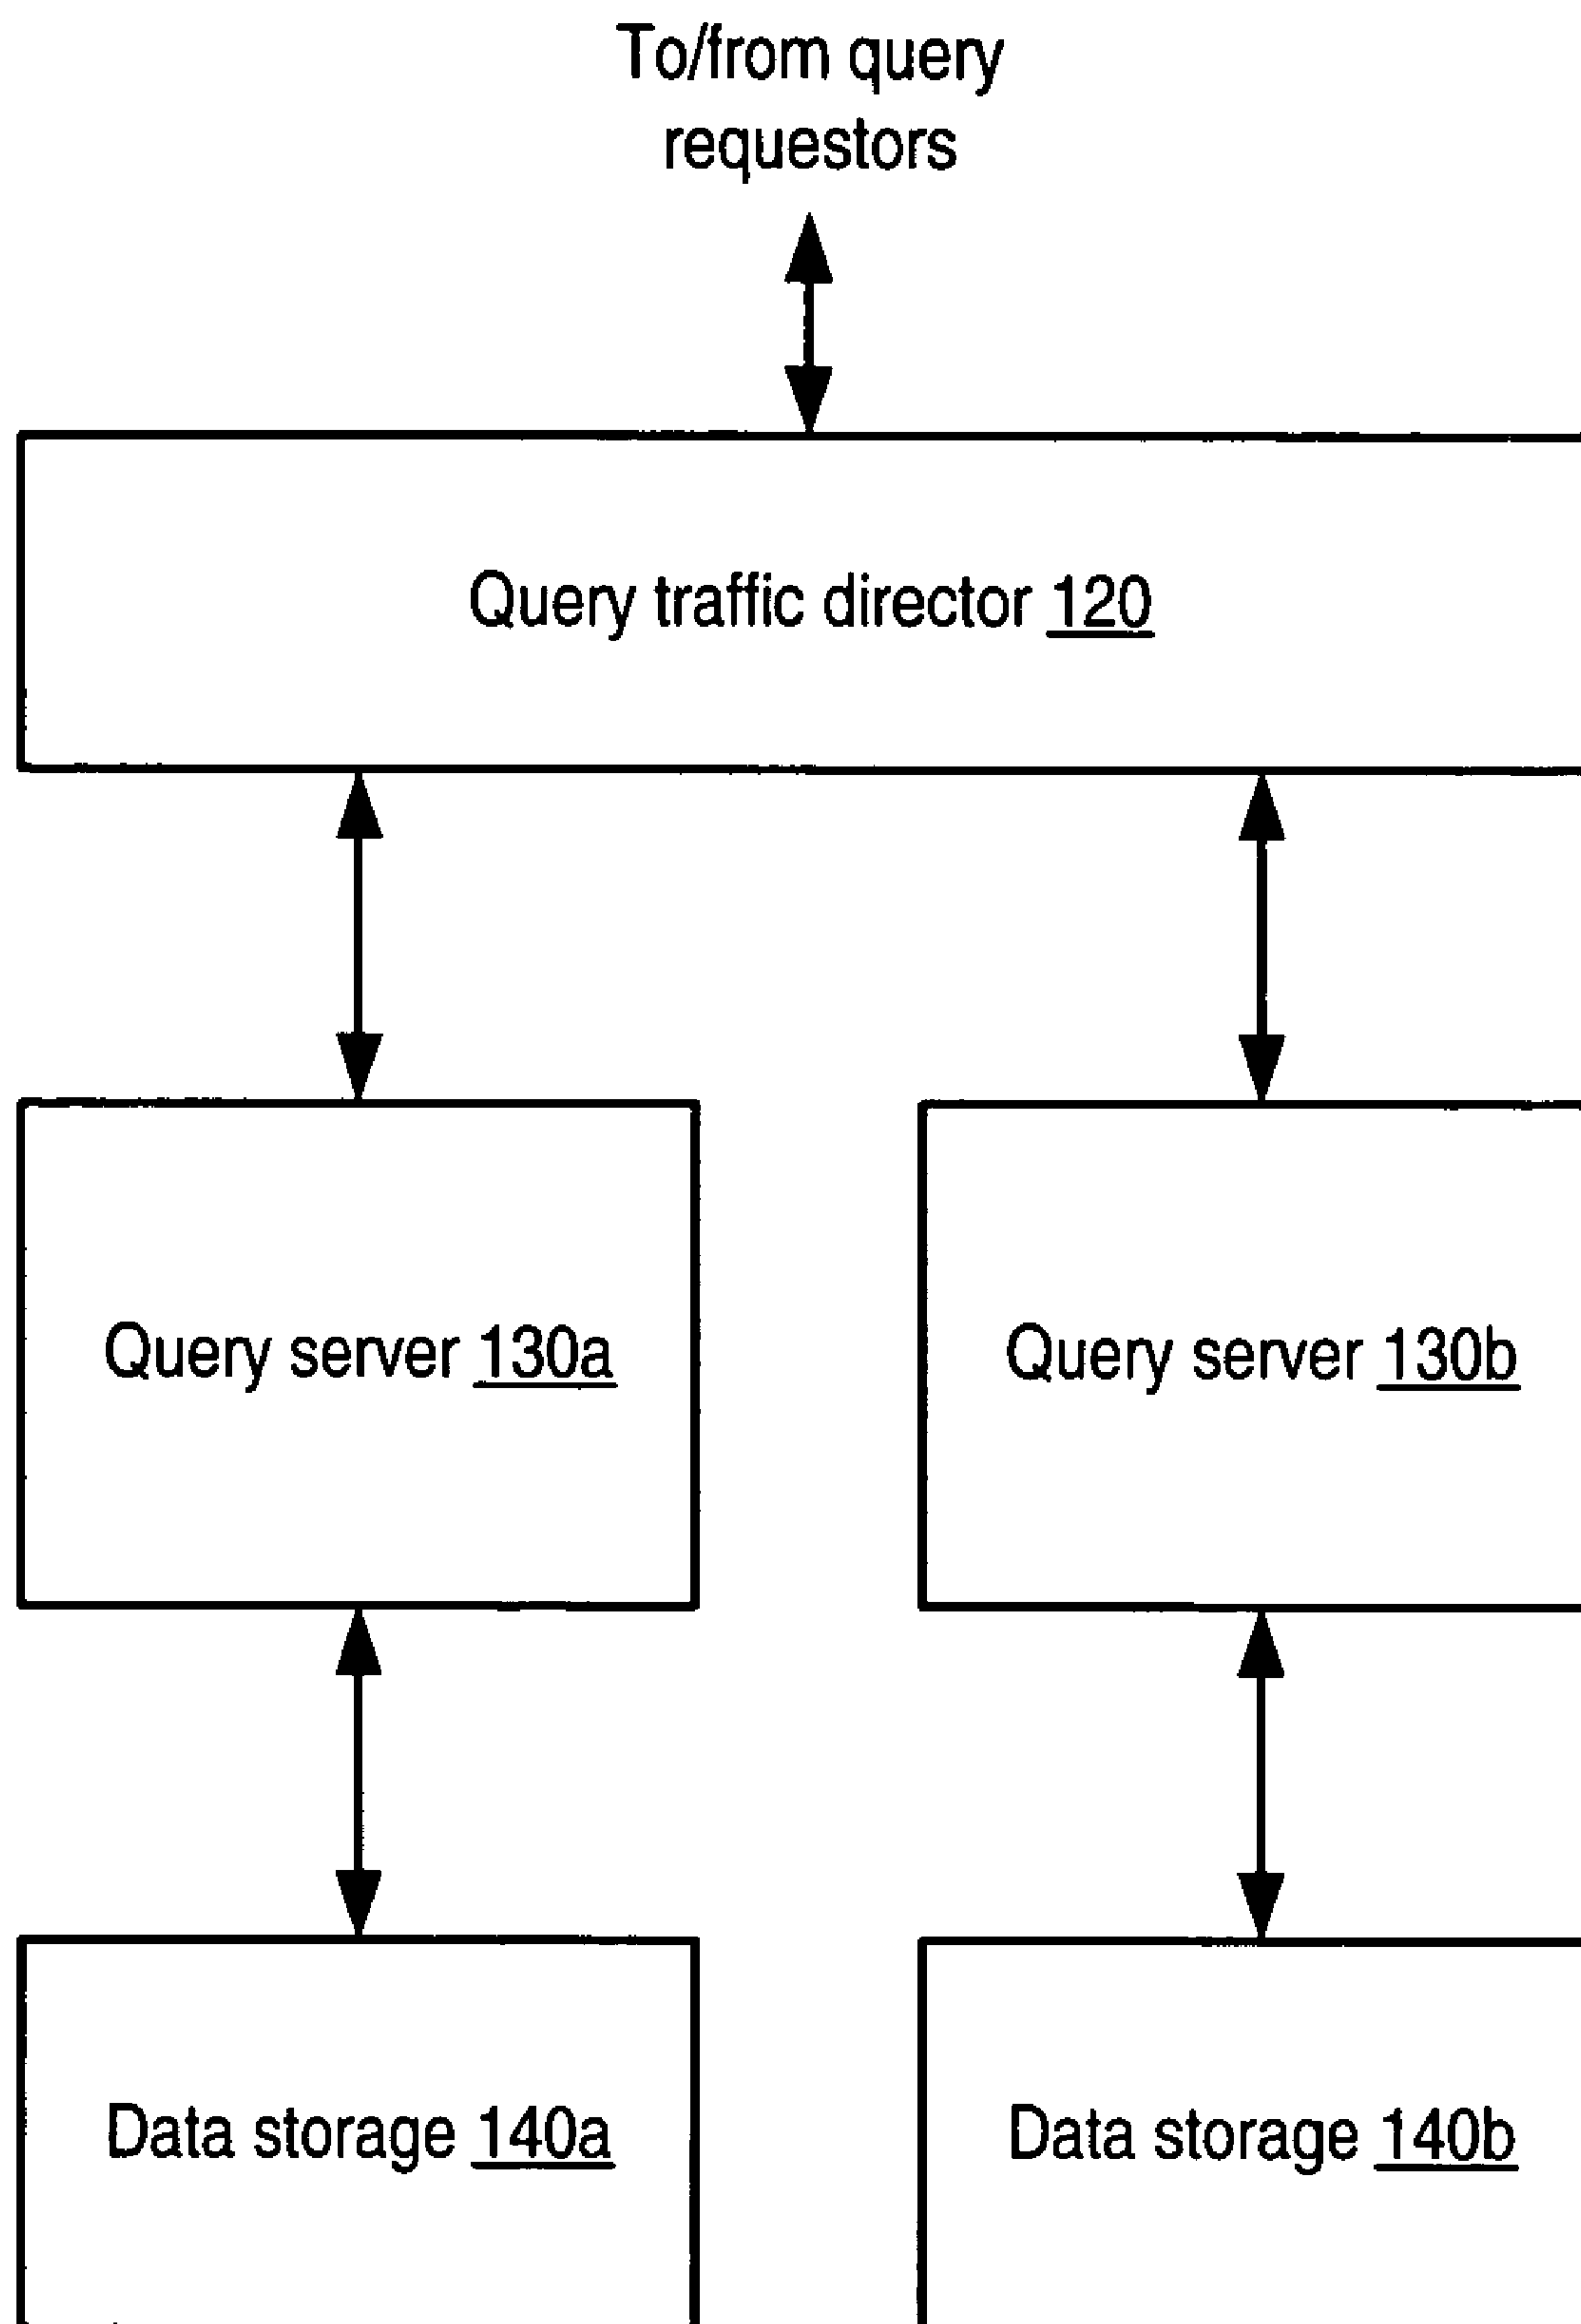 To/from query
requestors
Query traffic director 120
Query server 130a
Query server 130b
Data storage 140a
Data storage 140b